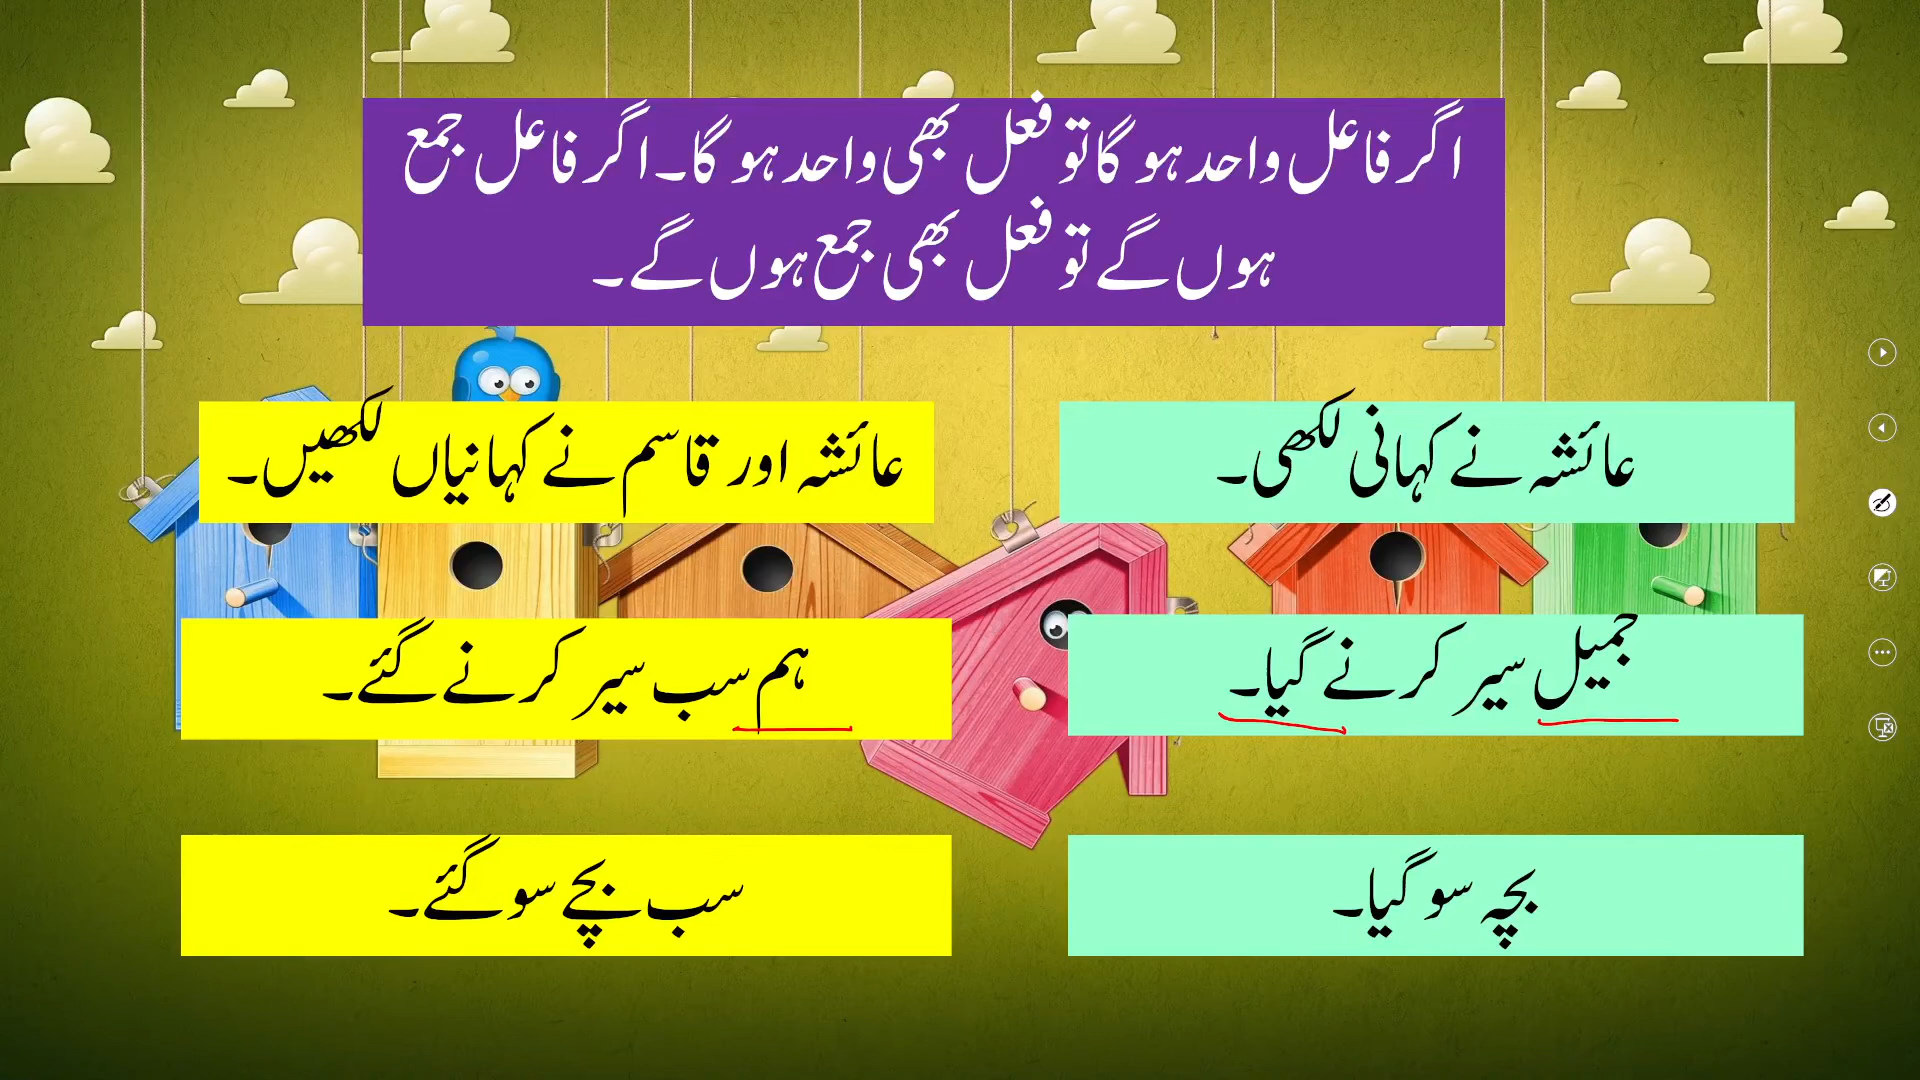 اگر فاعل واحد ہو گا تو فعل بھی واحد ہو گا۔ اگر فاعل جمع
ہوں گے تو فعل بھی جمع ہوں گے۔
عائشہ نے کہانی لکھی۔
عائشہ اور قاسم نے کہانیاں لکھیں۔
جمیل سیر کرنے گیا۔
ہم سب سیر کرنے گئے۔
بچہ سو گیا۔
سب بچے سو گئے۔